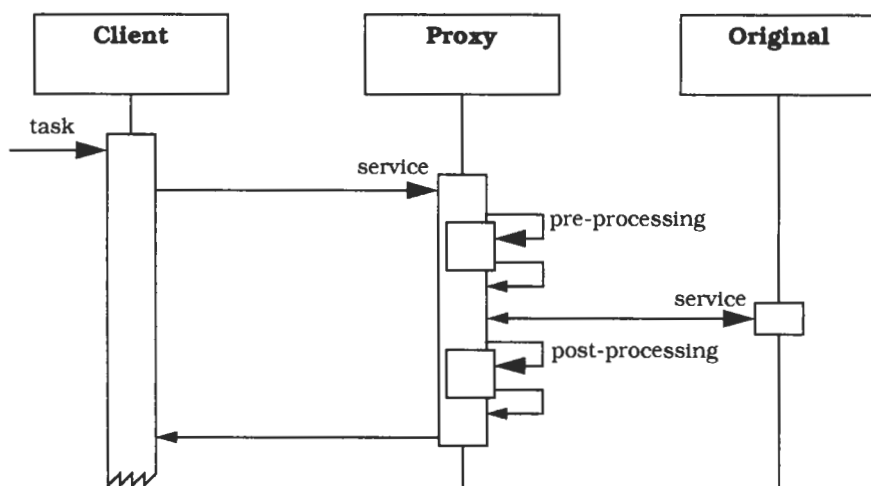 Client
Proxy
Original
task
service
pre-processing
service
post-processing